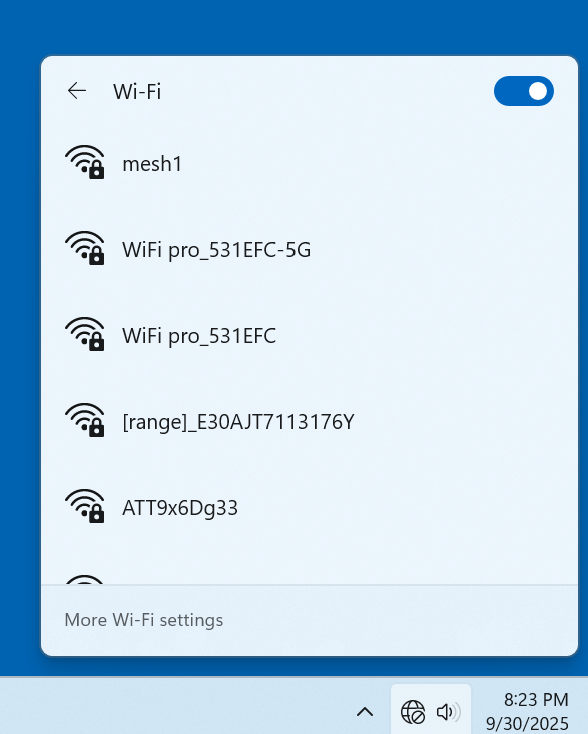 Wi-Fi
mesh1
WiFi pro_531EFC-5G
WiFi pro_531EFC
[range]_E30AJT7113176Y
ATT9x6Dg33
More Wi-Fi settings
8:23 PM
9/30/2025